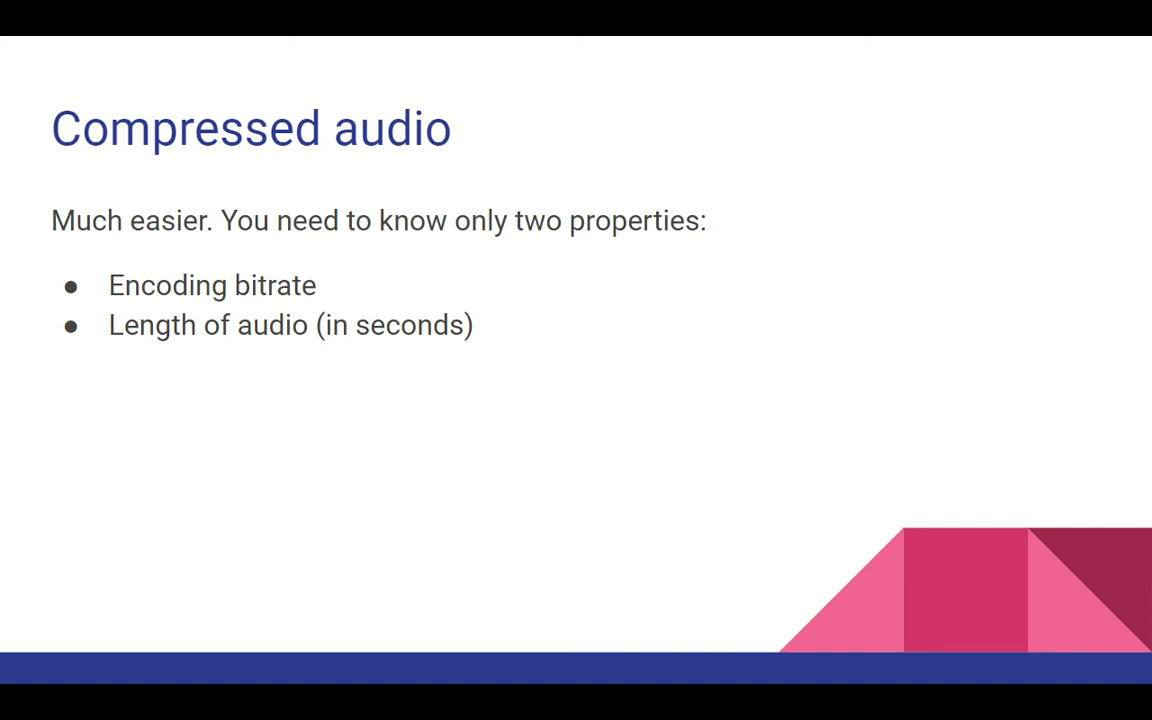 Compressed audio
Much easier. You need to know only two properties:
● Encoding bitrate
● Length of audio (in seconds)